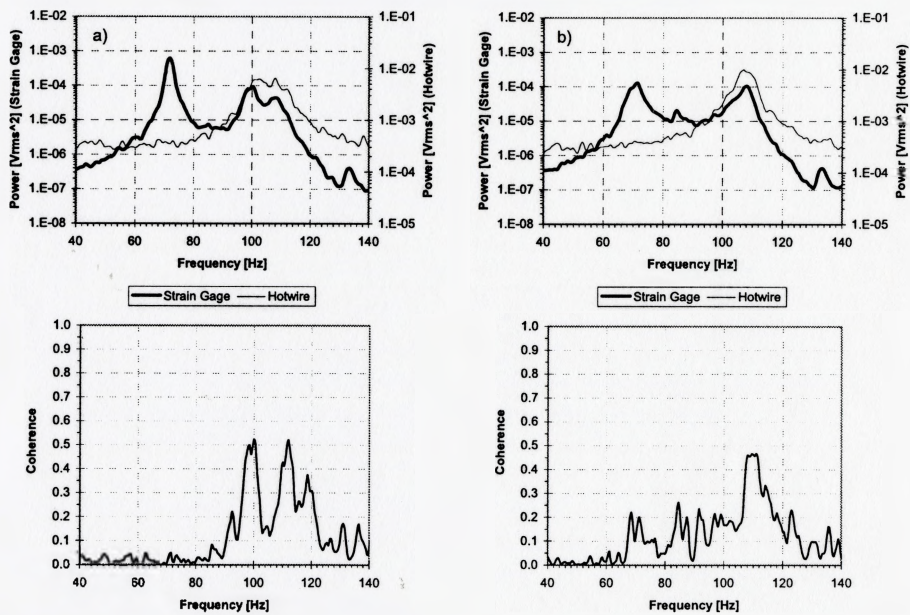 a)
Power [Vrms^2] (Strain Gage)
1.E-02
1.E-03
1.E-04
1.E-05
1.E-06
1.E-07
1.E-08
1.E-01
1.E-02
1.E-03
1.E-04
1.E-05
Power [Vrms^2] (Hotwire)
40 60 80 100 120 140
Frequency [Hz]
Strain Gage Hotwire
b)
Power [Vrms^2] (Strain Gage)
1.E-02
1.E-03
1.E-04
1.E-05
1.E-06
1.E-07
1.E-08
1.E-01
1.E-02
1.E-03
1.E-04
1.E-05
Power [Vrms^2] (Hotwire)
40 60 80 100 120 140
Frequency [Hz]
Strain Gage Hotwire
Coherence
1.0
0.9
0.8
0.7
0.6
0.5
0.4
0.3
0.2
0.1
0.0
40 60 80 100 120 140
Frequency [Hz]
Coherence
1.0
0.9
0.8
0.7
0.6
0.5
0.4
0.3
0.2
0.1
0.0
40 60 80 100 120 140
Frequency [Hz]